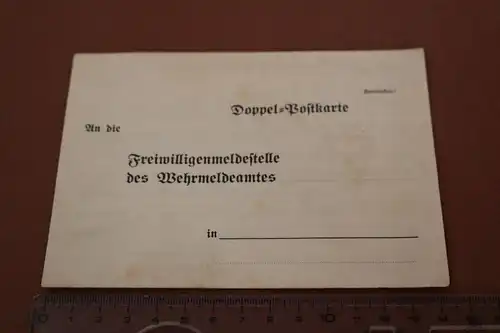 Doppel=Postkarte
An die
Freiwilligenmeldestelle
des Wehrmeldeamtes
in